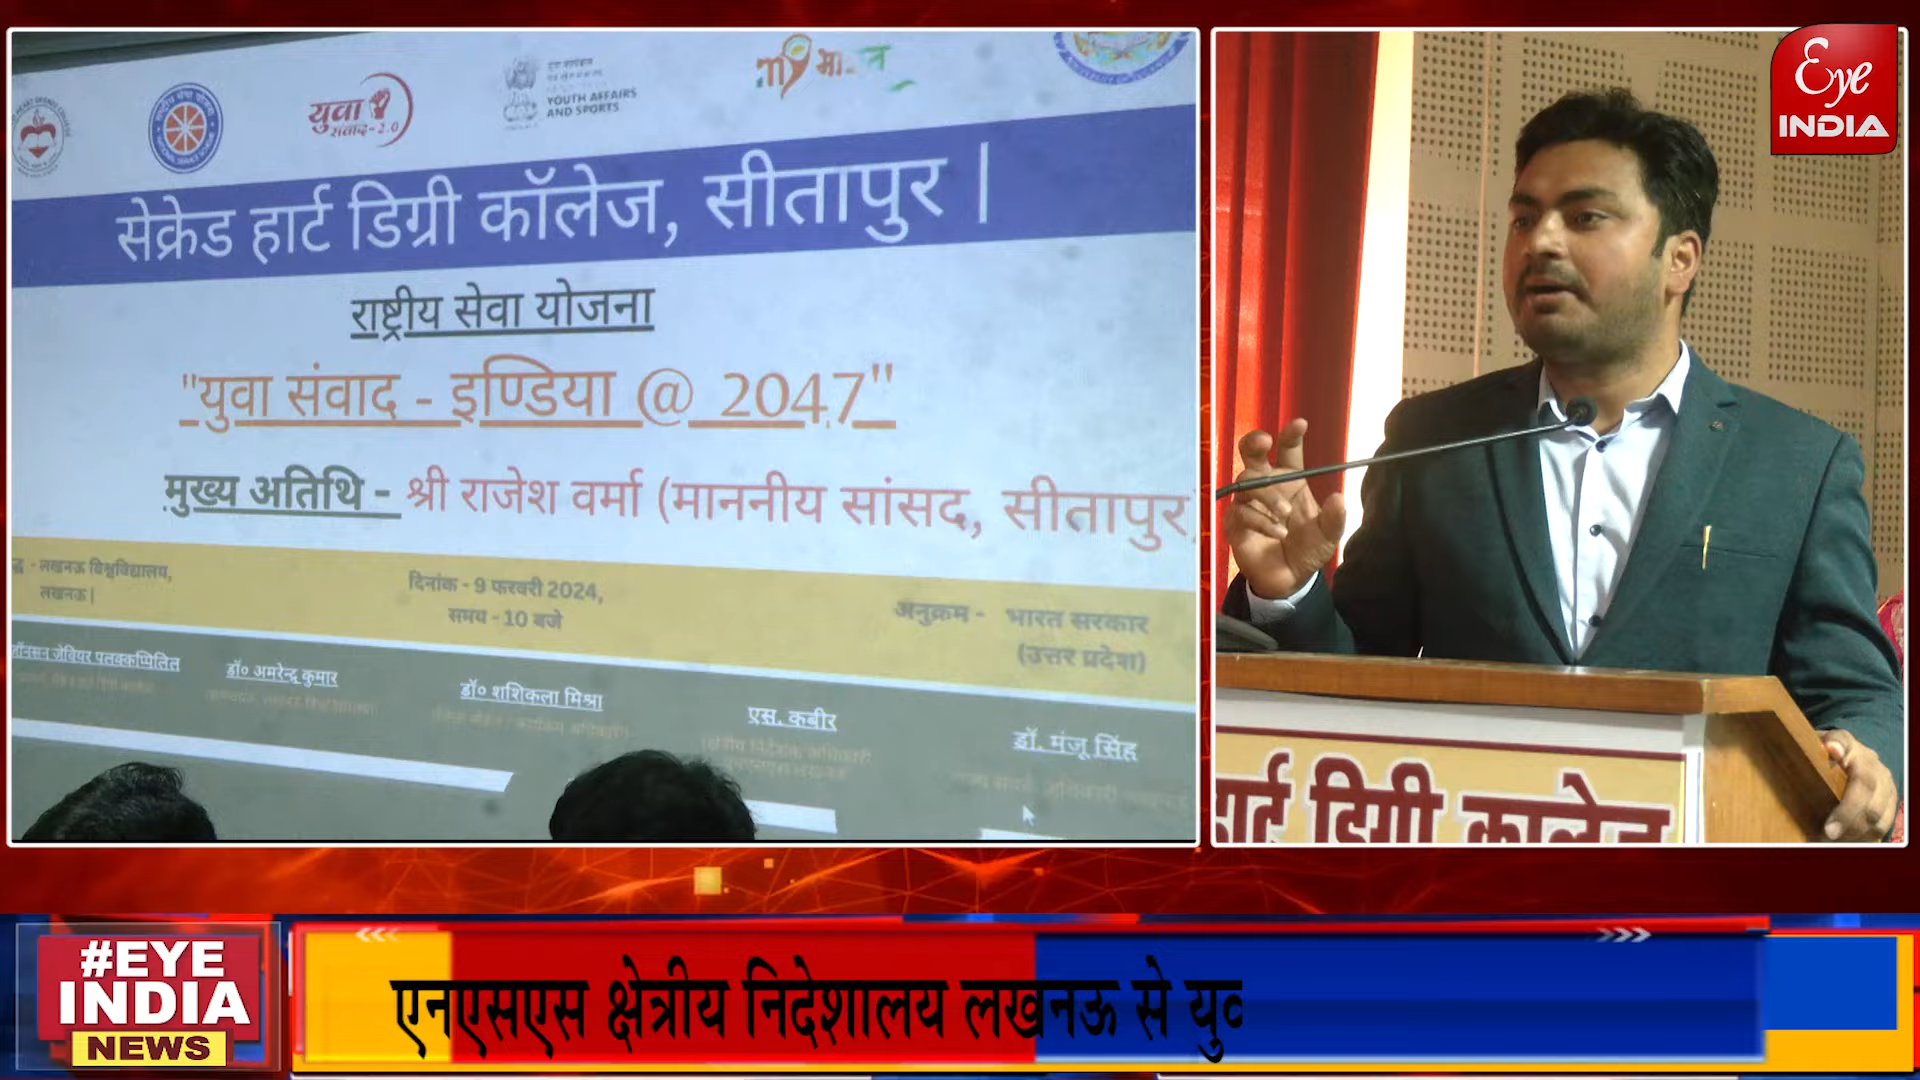 युवा
संवाद-2.0
YOUTH AFFAIRS
AND SPORTS
सेक्रेड हार्ट डिग्री कॉलेज, सीतापुर |
राष्ट्रीय सेवा योजना
"युवा संवाद - इण्डिया @ 2047"
मुख्य अतिथि - श्री राजेश वर्मा (माननीय सांसद, सीतापुर)
- लखनऊ विश्वविद्यालय,
लखनऊ |
दिनांक - 9 फरवरी 2024,
समय - 10 बजे
अनुक्रम - भारत सरकार
(उत्तर प्रदेश)
जेवियर
डॉ० अमरेन्द्र कुमार
डॉ० शशिकला मिश्रा
एस. कबीर
डॉ. मंजू सिंह
Eye
INDIA
हार्ट डिग्री कालेज
#EYE
INDIA
NEWS
एनएसएस क्षेत्रीय निदेशालय लखनऊ से युव